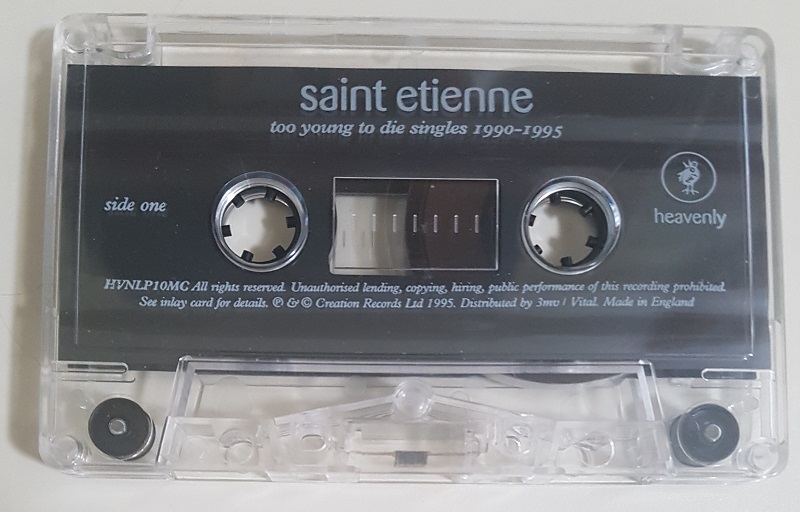 saint etienne
too young to die singles 1990–1995
side one
heavenly
HVNLP10MC All rights reserved. Unauthorised lending, copying, hiring, public performance of this recording prohibited.
See inlay card for details. ℗ & © Creation Records Ltd 1995. Distributed by 3mv / Vital. Made in England